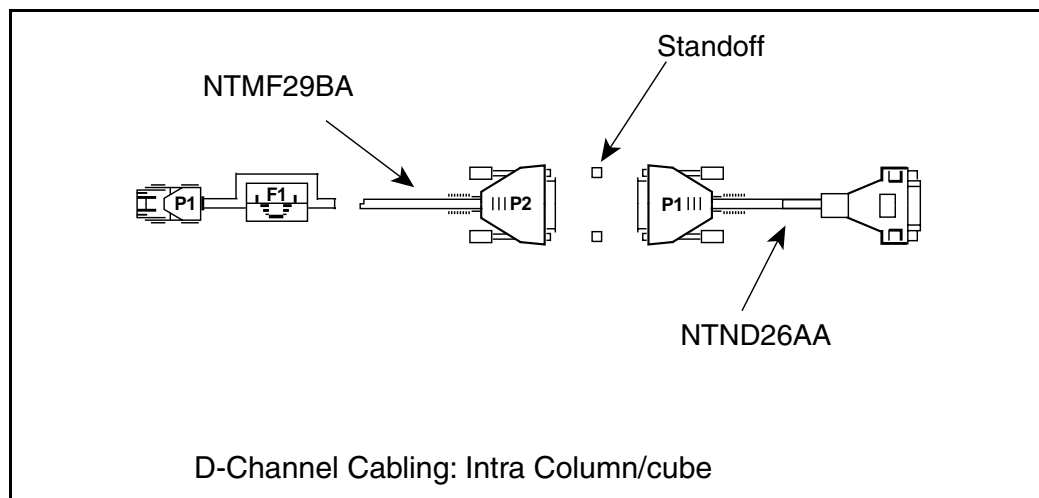 Standoff
NTMF29BA
P1
F1
P2
P1
NTND26AA
D-Channel Cabling: Intra Column/cube